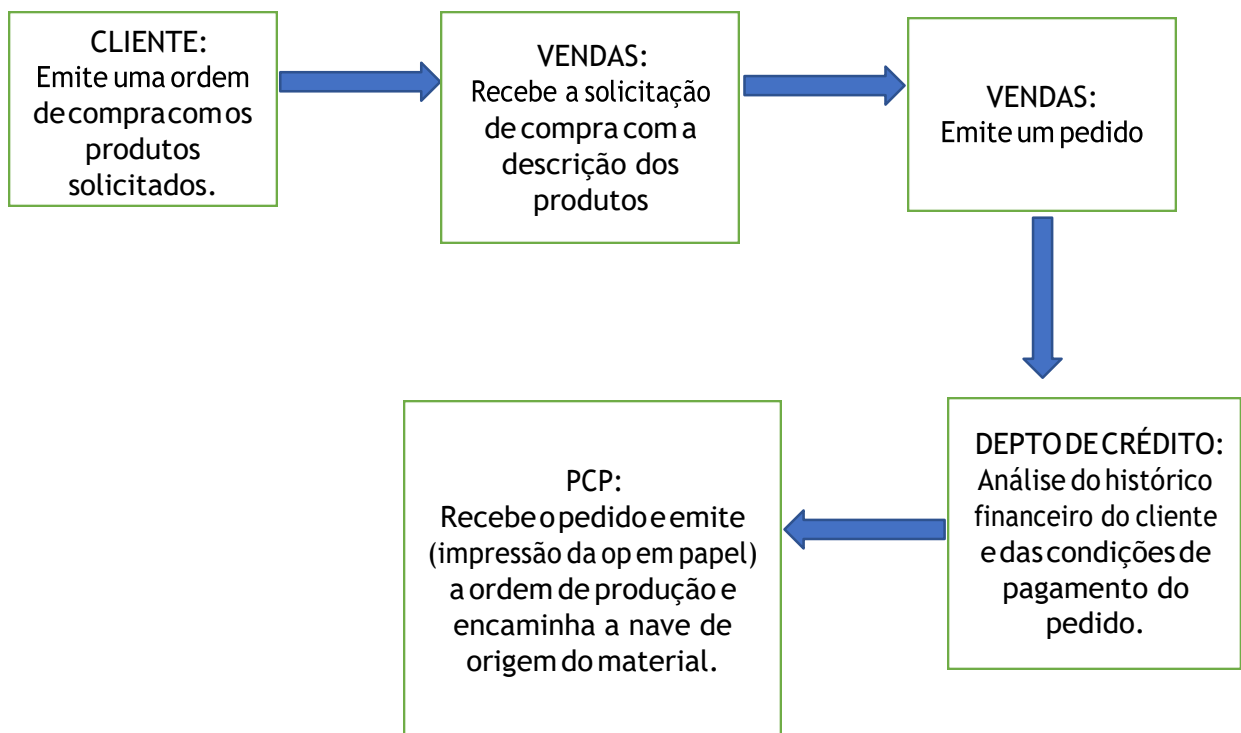 CLIENTE:
Emite uma ordem
de compra com os
produtos
solicitados.
VENDAS:
Recebe a solicitação
de compra com a
descrição dos
produtos
VENDAS:
Emite um pedido
DEPTO DE CRÉDITO:
Análise do histórico
financeiro do cliente
e das condições de
pagamento do
pedido.
PCP:
Recebe o pedido e emite
(impressão da op em papel)
a ordem de produção e
encaminha a nave de
origem do material.